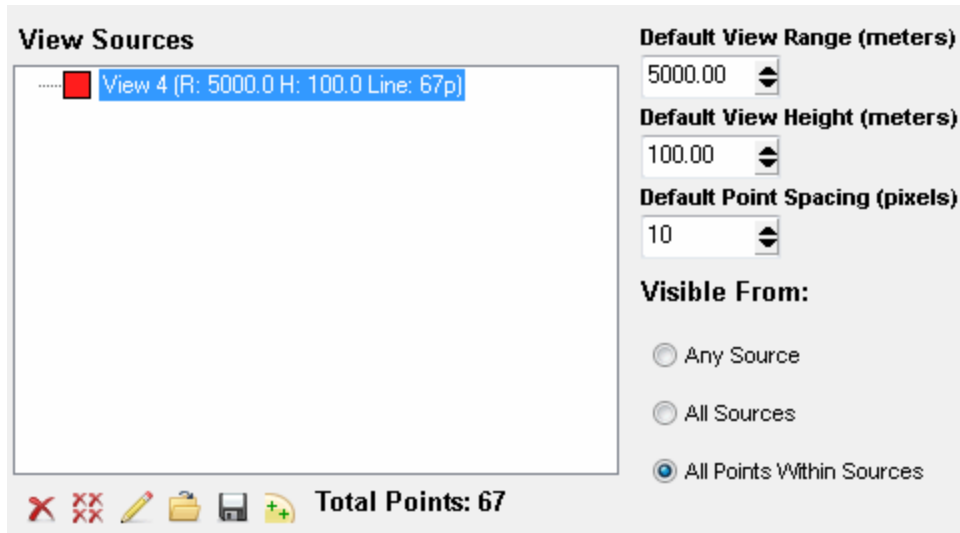 View Sources
View 4 (R: 5000.0 H: 100.0 Line: 67p)
Total Points: 67
Default View Range (meters)
5000.00
Default View Height (meters)
100.00
Default Point Spacing (pixels)
10
Visible From:
Any Source
All Sources
All Points Within Sources